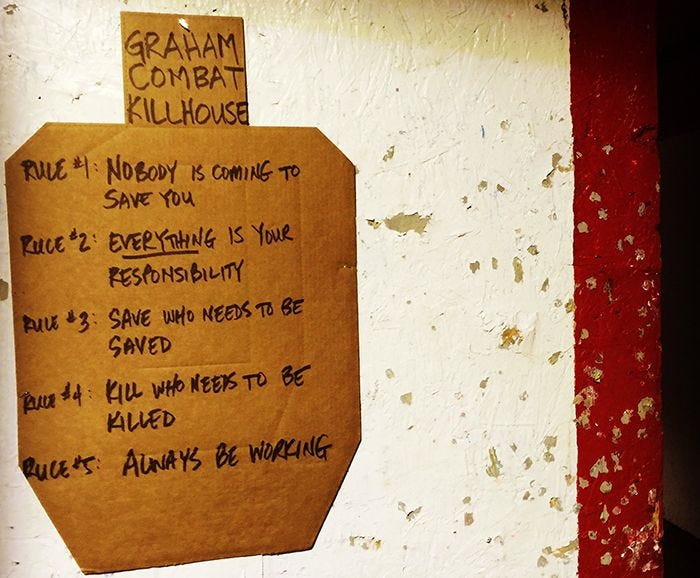 GRAHAM
COMBAT
KILLHOUSE
RULE #1: NOBODY IS COMING TO
SAVE YOU
RULE #2: EVERYTHING IS YOUR
RESPONSIBILITY
RULE #3: SAVE WHO NEEDS TO BE
SAVED
RULE #4: KILL WHO NEEDS TO BE
KILLED
RULE #5: ALWAYS BE WORKING